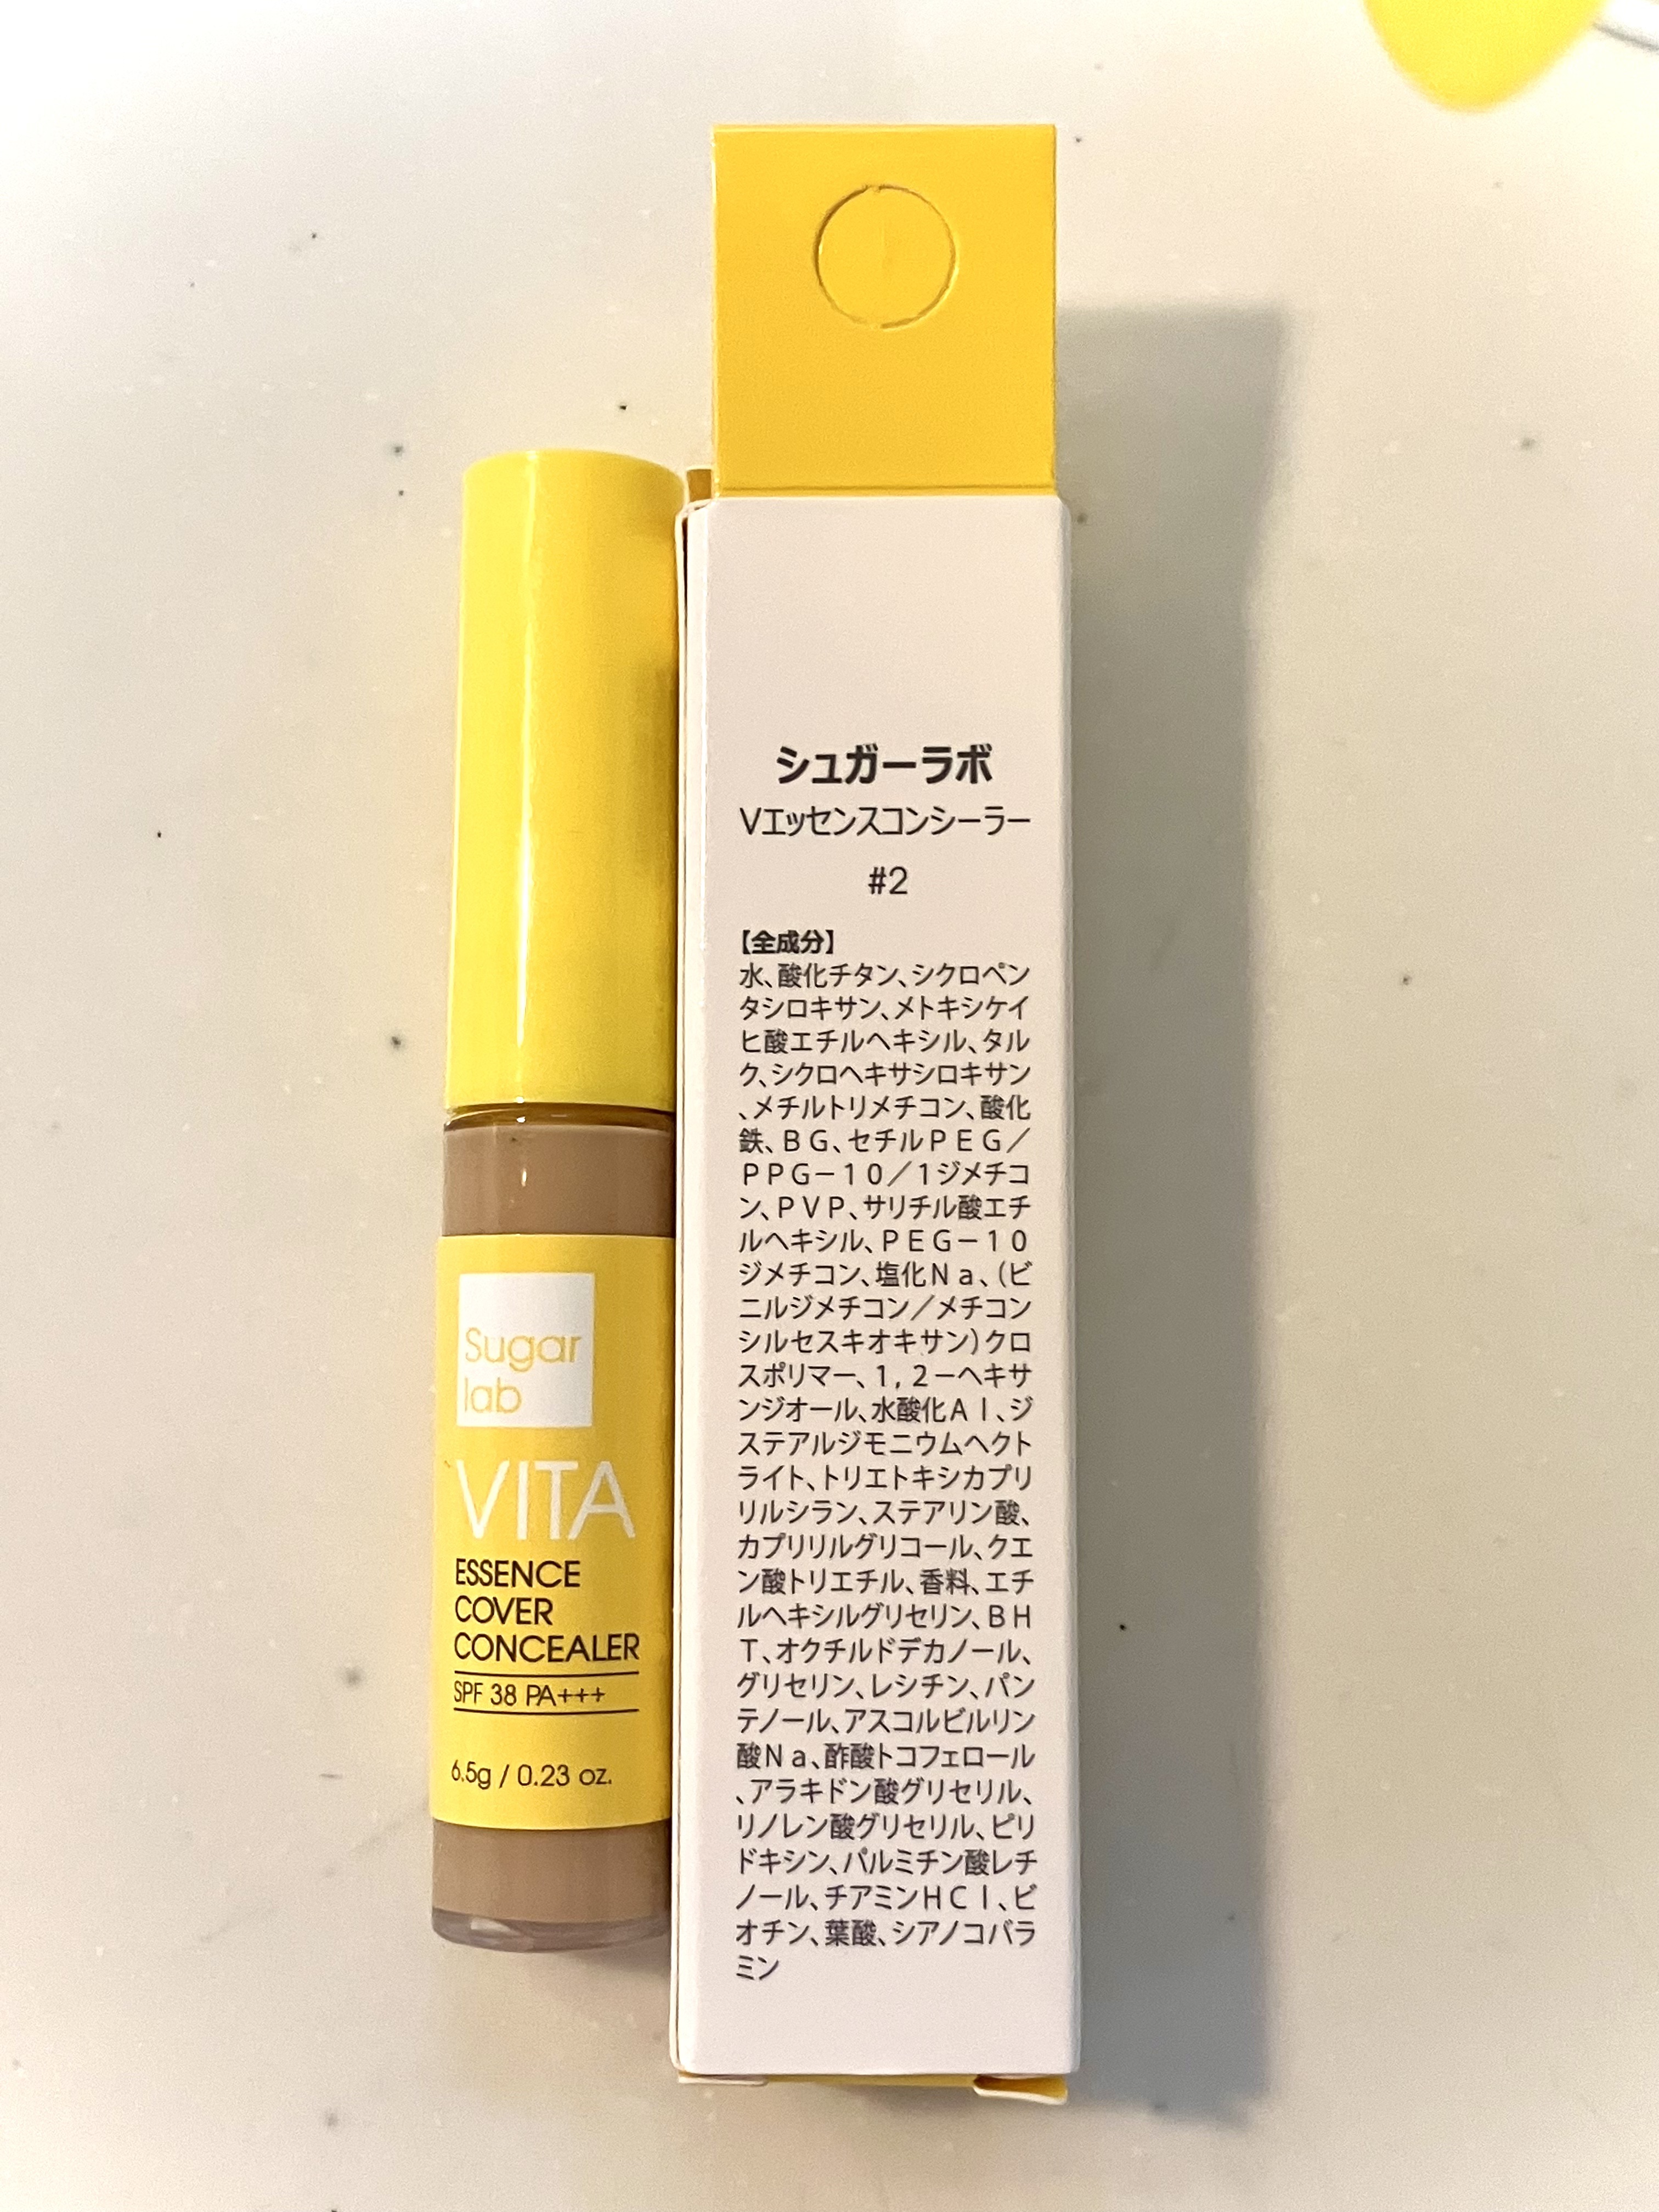 Sugar
lab
VITA
ESSENCE
COVER
CONCEALER
SPF 38 PA+++
6.5g / 0.23 oz.
シュガーラボ
Vエッセンスコンシーラー
#2
【全成分】
水、酸化チタン、シクロペン
タシロキサン、メトキシケイ
ヒ酸エチルヘキシル、タル
ク、シクロヘキサシロキサン
、メチルトリメチコン、酸化
鉄、ＢＧ、セチルＰＥＧ／
ＰＰＧ－１０／１ジメチコ
ン、ＰＶＰ、サリチル酸エチ
ルヘキシル、ＰＥＧ－１０
ジメチコン、塩化Ｎａ、（ビ
ニルジメチコン／メチコン
シルセスキオキサン）クロ
スポリマー、１，２－ヘキサ
ンジオール、水酸化Ａｌ、ジ
ステアルジモニウムヘクト
ライト、トリエトキシカプリ
リルシラン、ステアリン酸、
カプリリルグリコール、クエ
ン酸トリエチル、香料、エチ
ルヘキシルグリセリン、ＢＨ
Ｔ、オクチルドデカノール、
グリセリン、レシチン、パン
テノール、アスコルビルリン
酸Ｎａ、酢酸トコフェロール
、アラキドン酸グリセリル、
リノレン酸グリセリル、ピリ
ドキシン、パルミチン酸レチ
ノール、チアミンＨＣｌ、ビ
オチン、葉酸、シアノコバラ
ミン